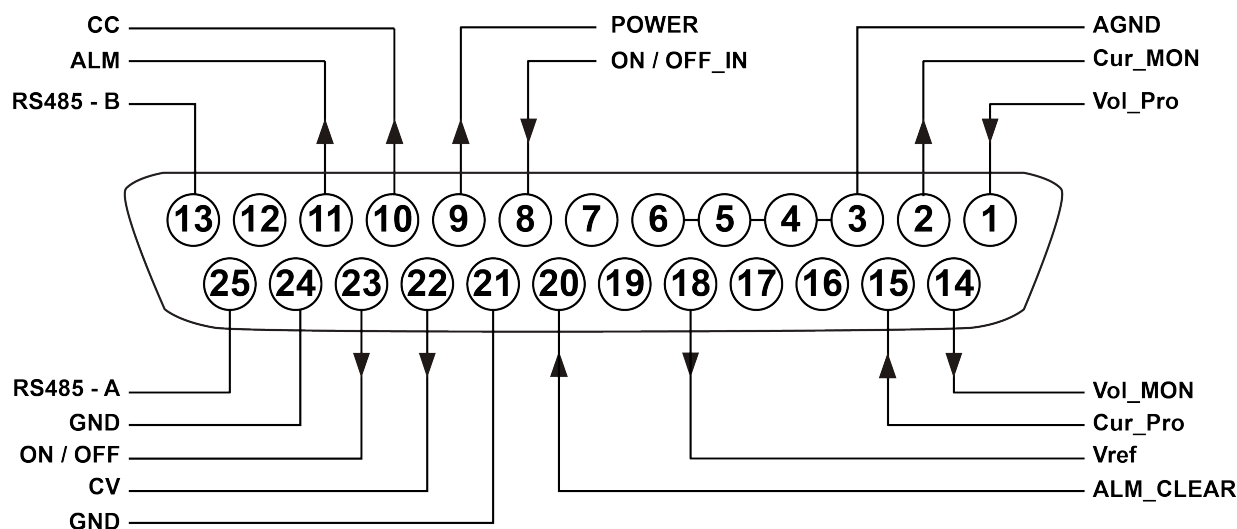 CC
POWER
AGND
ALM
ON / OFF_IN
Cur_MON
RS485 - B
Vol_Pro
13 12 11 10 9 8 7 6 5 4 3 2 1
25 24 23 22 21 20 19 18 17 16 15 14
RS485 - A
Vol_MON
GND
Cur_Pro
ON / OFF
Vref
CV
ALM_CLEAR
GND